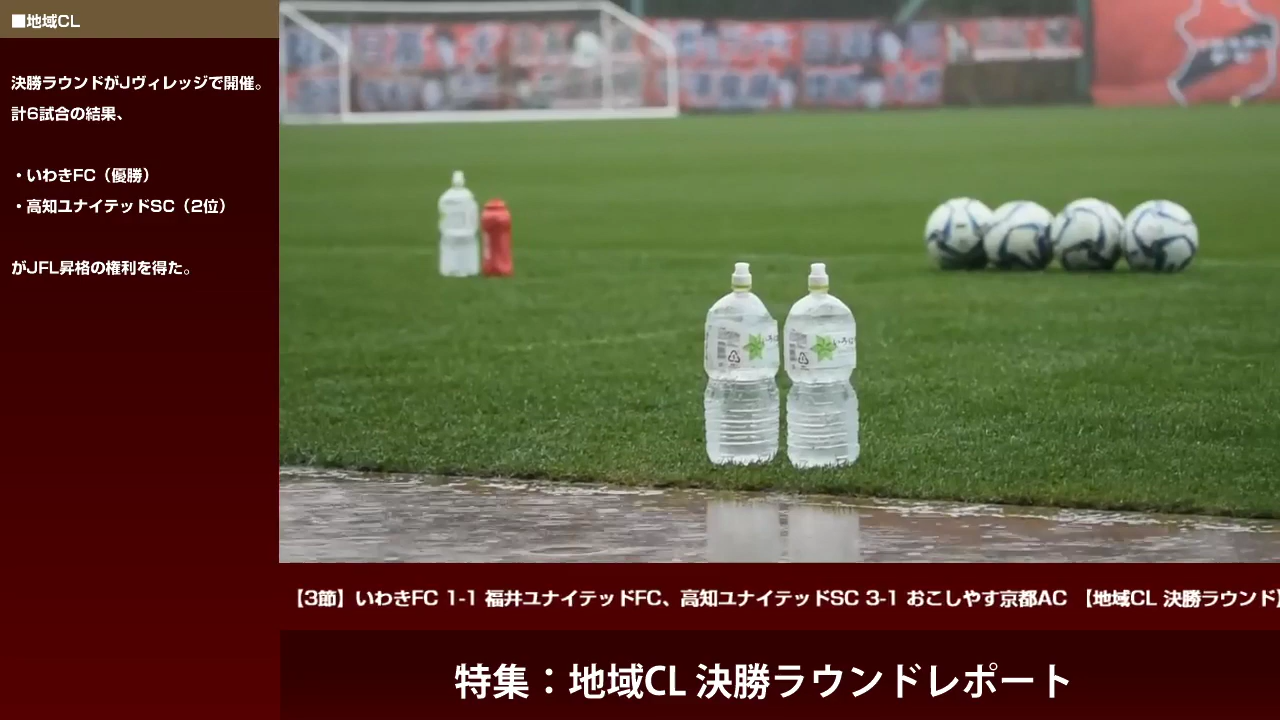 ■地域CL
決勝ラウンドがJヴィレッジで開催。
計6試合の結果、
・いわきFC（優勝）
・高知ユナイテッドSC（2位）
がJFL昇格の権利を得た。
【3節】いわきFC 1-1 福井ユナイテッドFC、高知ユナイテッドSC 3-1 おこしやす京都AC 【地域CL 決勝ラウンド】
特集：地域CL 決勝ラウンドレポート